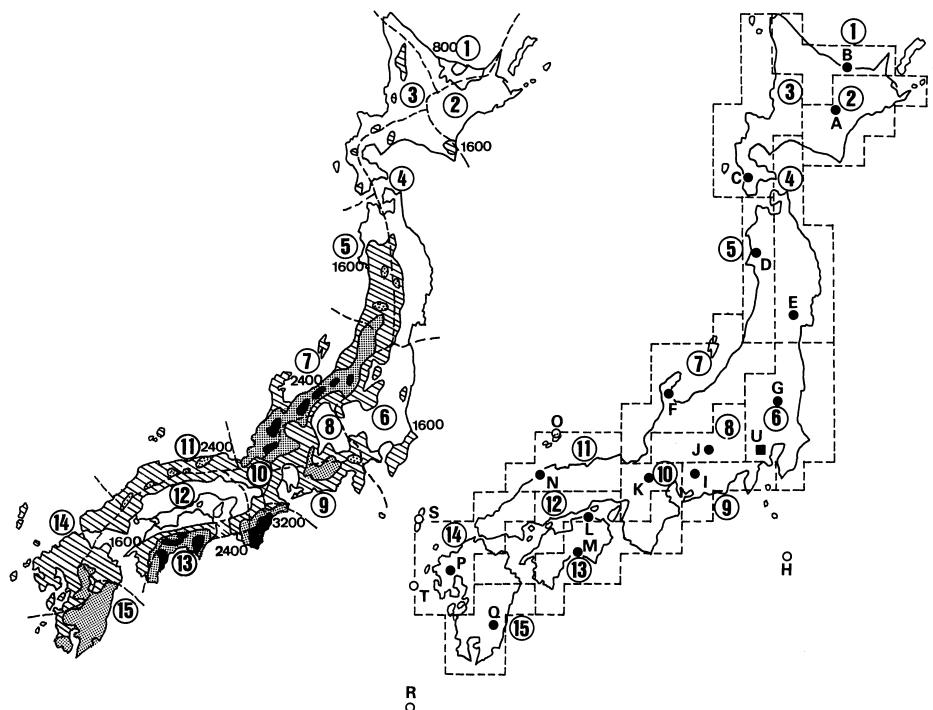 800 ①
②
③
1600
④
⑤
1600
⑦
2400
⑥
⑧
1600
⑪ 2400
⑩
⑫
⑨
3200
⑭
1600
2400
⑬
⑮
①
B
③
②
A
C
④
⑤
D
E
⑦
G
F
⑥
O
⑧
U
⑪
J
N
⑩
I
K
⑫
⑨
S
L
⑭
M
P
⑬
H
T
Q
⑮
R